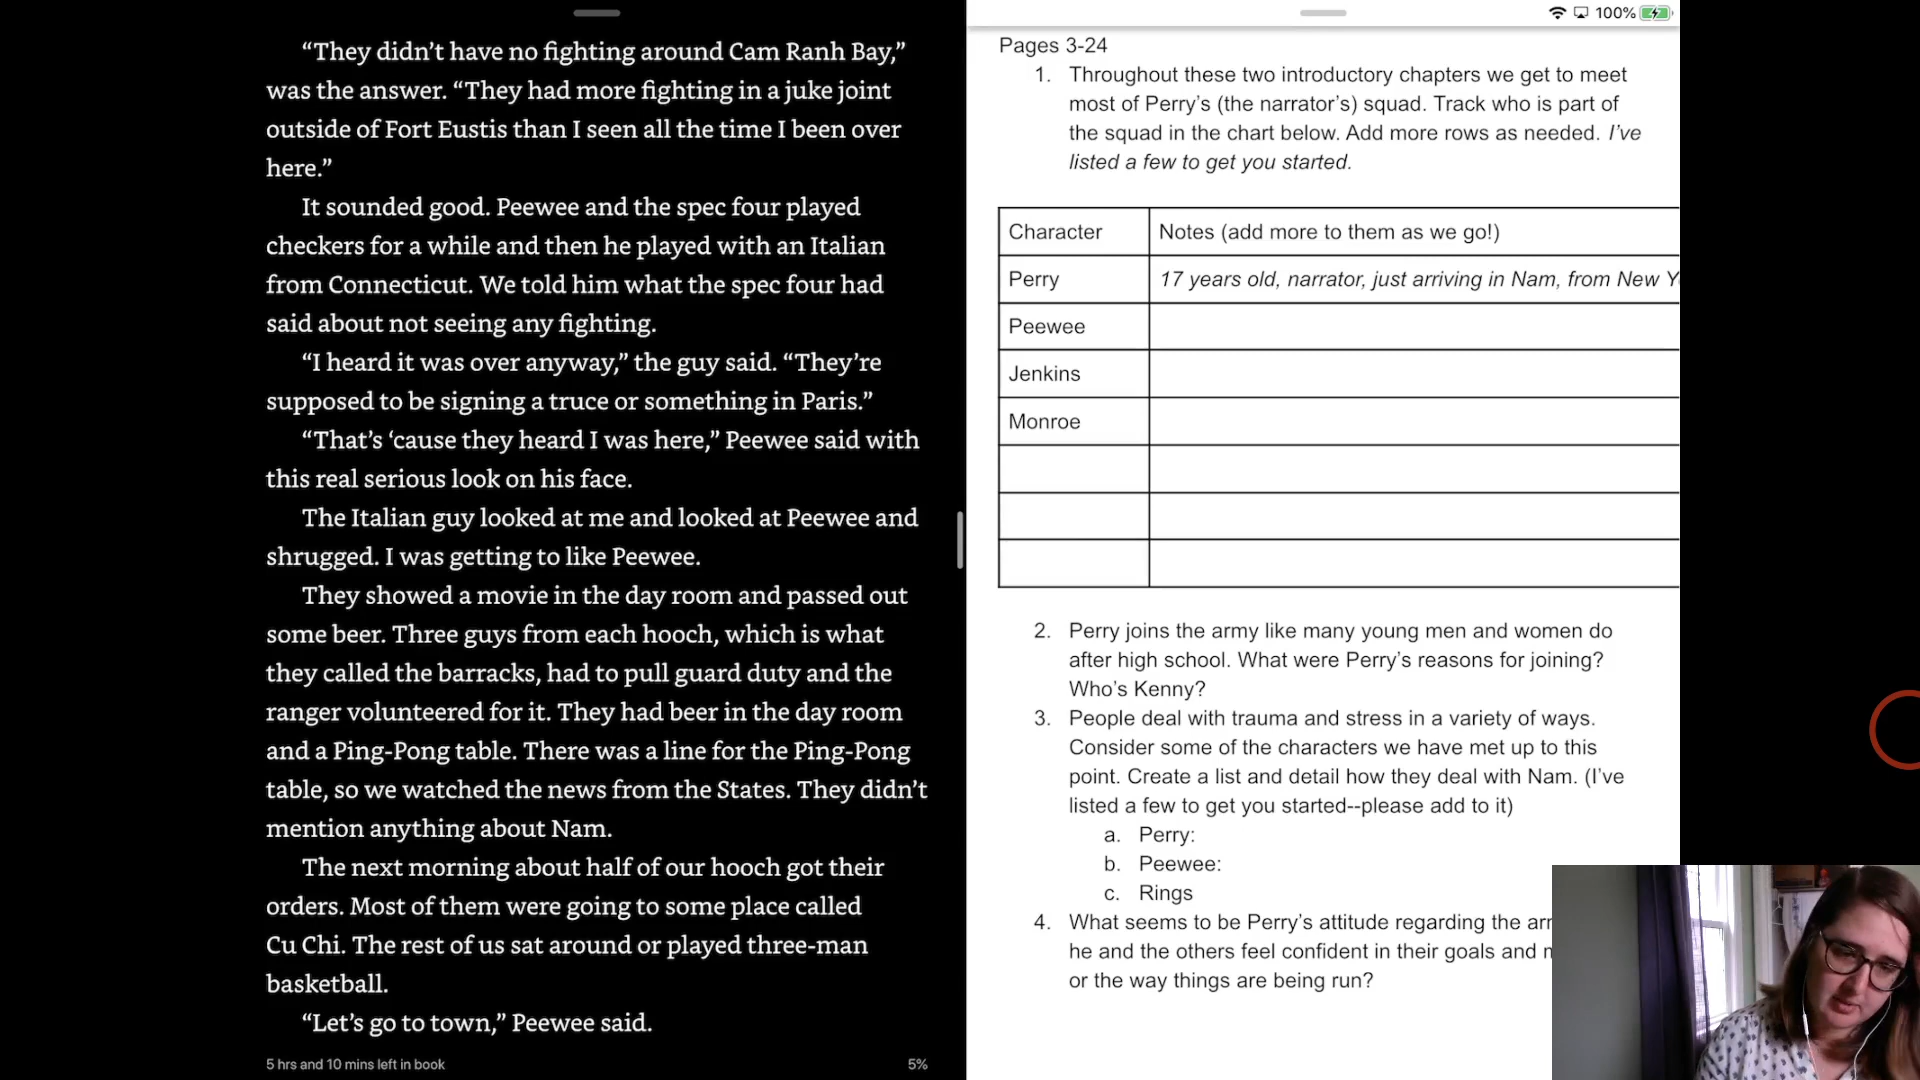 “They didn’t have no fighting around Cam Ranh Bay,”
was the answer. “They had more fighting in a juke joint
outside of Fort Eustis than I seen all the time I been over
here.”
It sounded good. Peewee and the spec four played
checkers for a while and then he played with an Italian
from Connecticut. We told him what the spec four had
said about not seeing any fighting.
“I heard it was over anyway,” the guy said. “They’re
supposed to be signing a truce or something in Paris.”
“That’s ‘cause they heard I was here,” Peewee said with
this real serious look on his face.
The Italian guy looked at me and looked at Peewee and
shrugged. I was getting to like Peewee.
They showed a movie in the day room and passed out
some beer. Three guys from each hooch, which is what
they called the barracks, had to pull guard duty and the
ranger volunteered for it. They had beer in the day room
and a Ping-Pong table. There was a line for the Ping-Pong
table, so we watched the news from the States. They didn’t
mention anything about Nam.
The next morning about half of our hooch got their
orders. Most of them were going to some place called
Cu Chi. The rest of us sat around or played three-man
basketball.
“Let’s go to town,” Peewee said.
5 hrs and 10 mins left in book
5%
100%
Pages 3-24
1. Throughout these two introductory chapters we get to meet
most of Perry’s (the narrator’s) squad. Track who is part of
the squad in the chart below. Add more rows as needed. I’ve
listed a few to get you started.
Character Notes (add more to them as we go!)
Perry 17 years old, narrator, just arriving in Nam, from New Y
Peewee
Jenkins
Monroe
2. Perry joins the army like many young men and women do
after high school. What were Perry’s reasons for joining?
Who’s Kenny?
3. People deal with trauma and stress in a variety of ways.
Consider some of the characters we have met up to this
point. Create a list and detail how they deal with Nam. (I’ve
listed a few to get you started--please add to it)
a. Perry:
b. Peewee:
c. Rings
4. What seems to be Perry’s attitude regarding the
he and the others feel confident in their goals and
or the way things are being run?